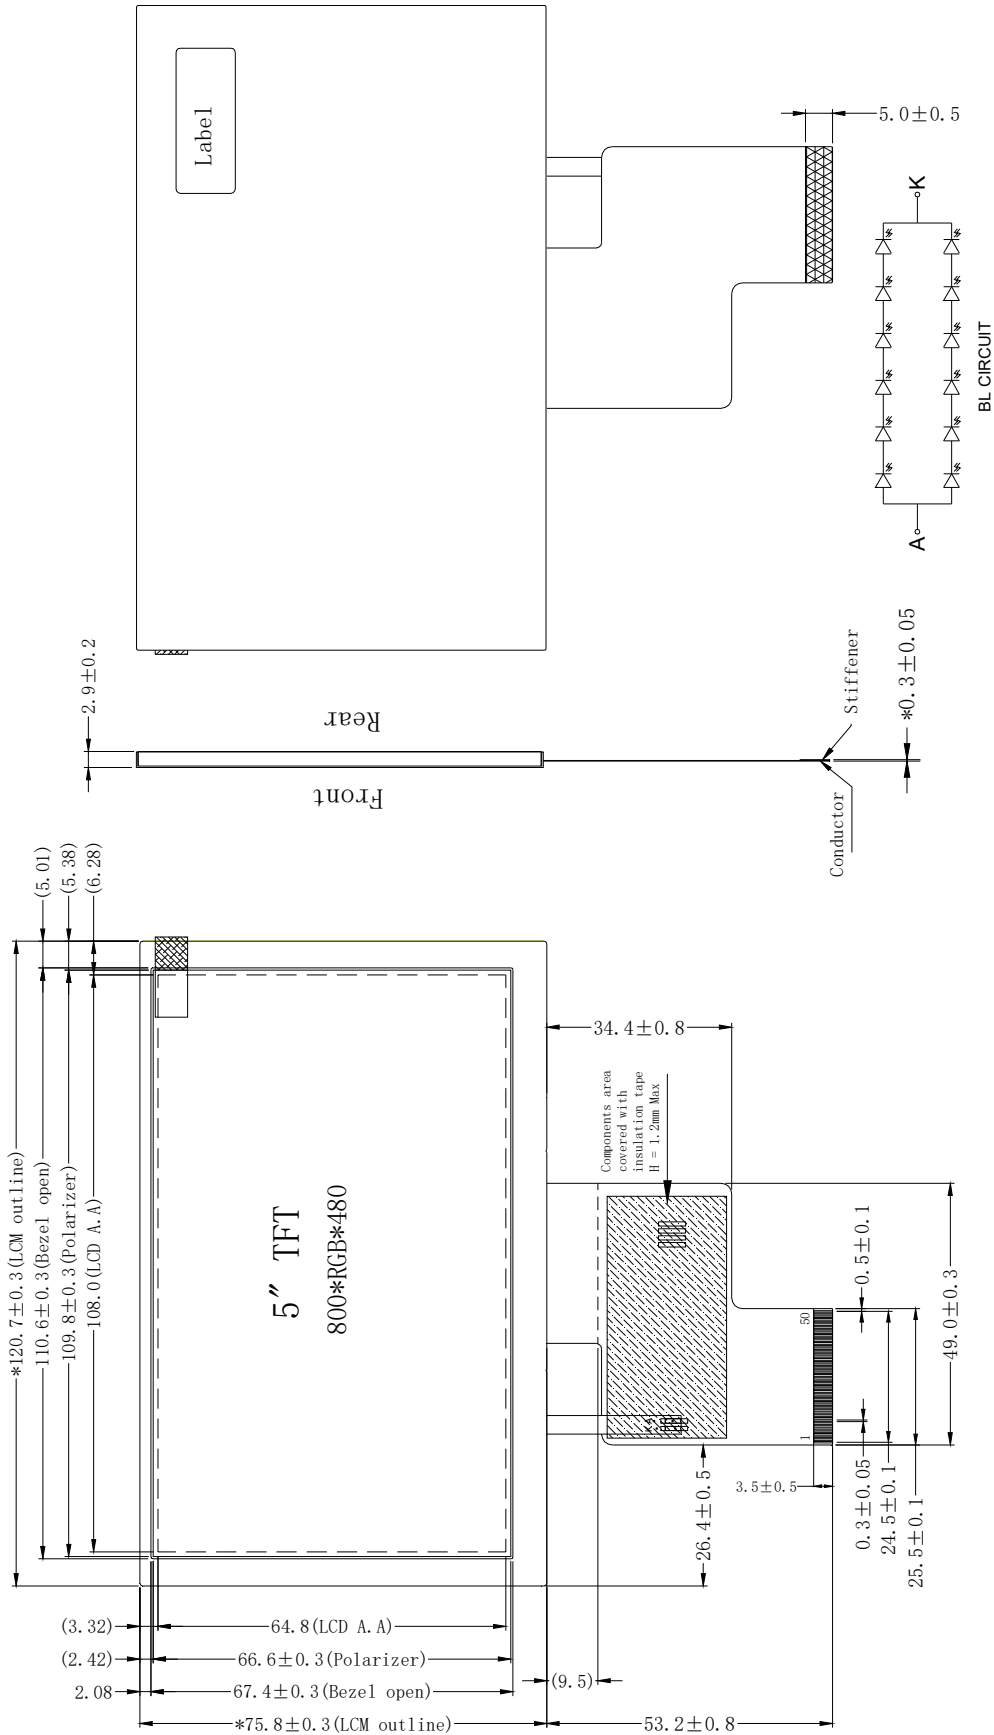 Label
5.0±0.5
A
K
BL CIRCUIT
2.9±0.2
Rear
Front
Stiffener
Conductor
*0.3±0.05
(5.01)
(5.38)
(6.28)
*120.7±0.3(LCM outline)
110.6±0.3(Bezel open)
109.8±0.3(Polarizer)
108.0(LCD A.A)
5″ TFT
800*RGB*480
34.4±0.8
Components area
covered with
insulation tape
H = 1.2mm Max
50
1
0.5±0.1
49.0±0.3
3.5±0.5
0.3±0.05
24.5±0.1
25.5±0.1
26.4±0.5
(3.32)
64.8(LCD A.A)
(2.42)
66.6±0.3(Polarizer)
2.08
67.4±0.3(Bezel open)
(9.5)
*75.8±0.3(LCM outline)
53.2±0.8